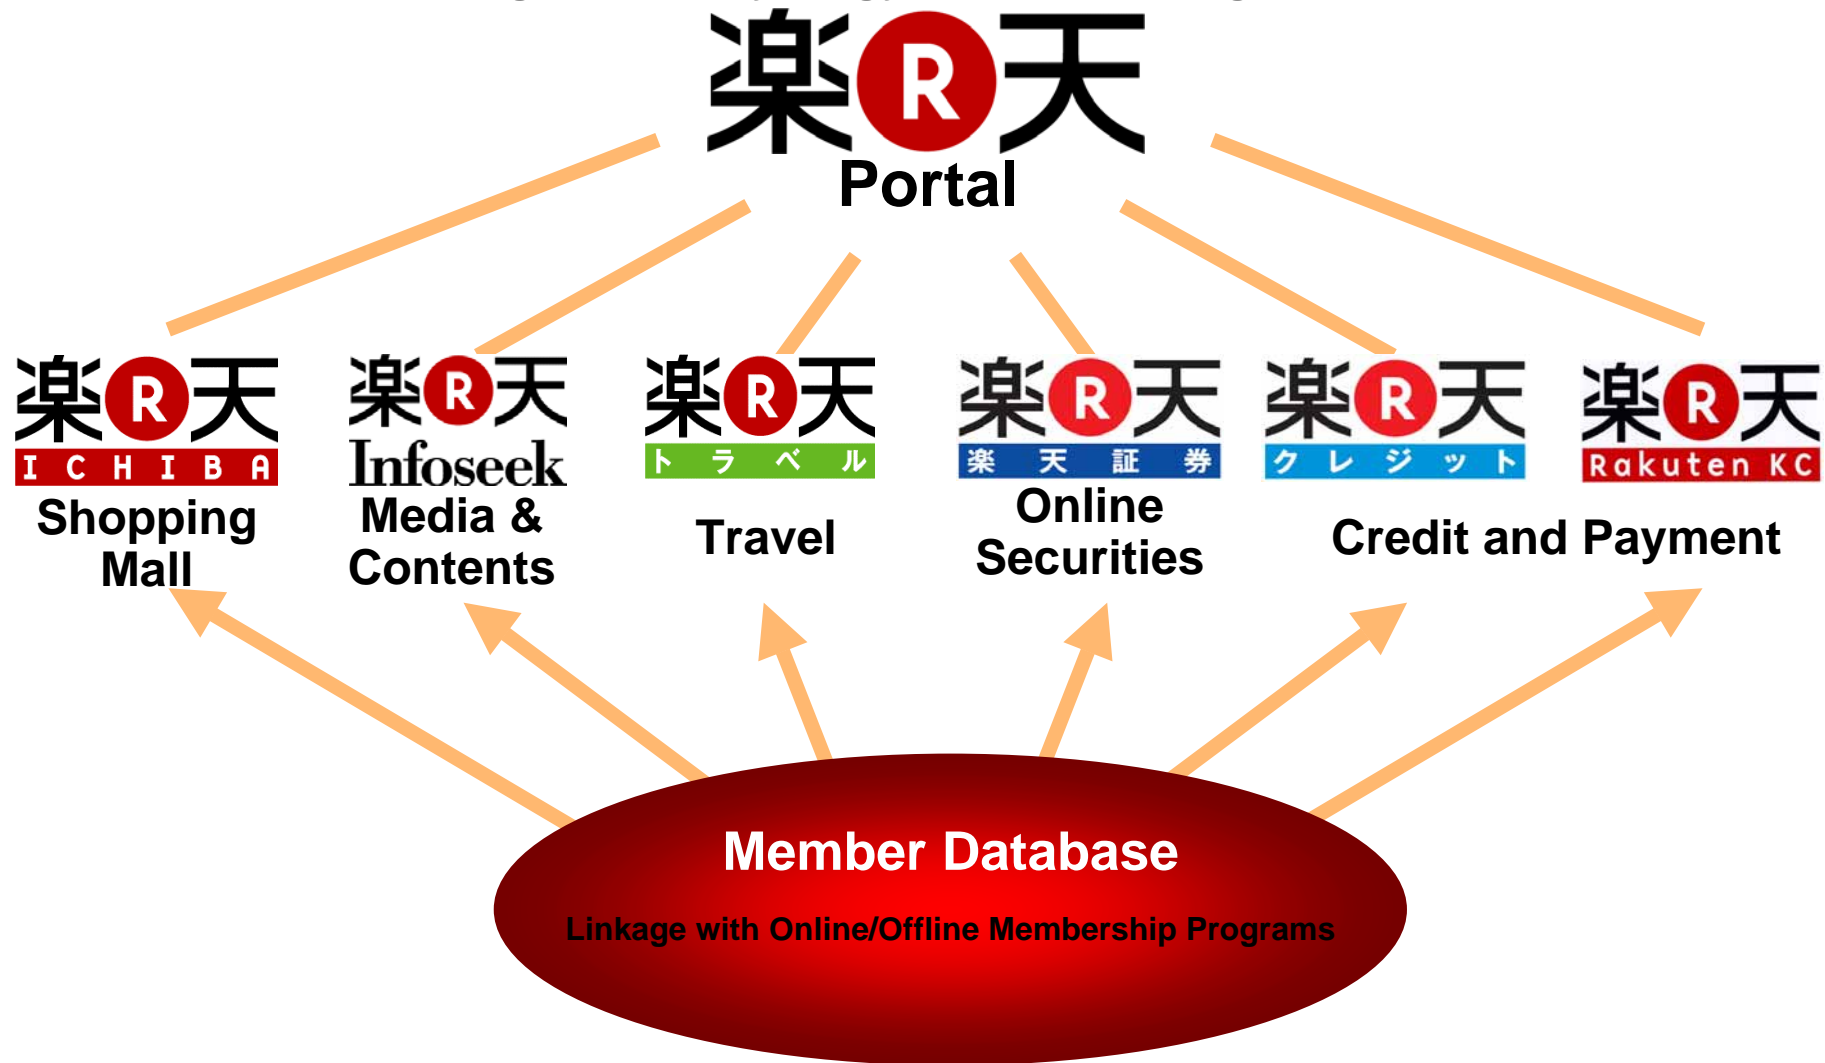 楽R天
Portal
楽R天
ICHIBA
Shopping
Mall
楽R天
Infoseek
Media &
Contents
楽R天
トラベル
Travel
楽R天
楽天証券
Online
Securities
楽R天
クレジット
楽R天
Rakuten KC
Credit and Payment
Member Database
Linkage with Online/Offline Membership Programs